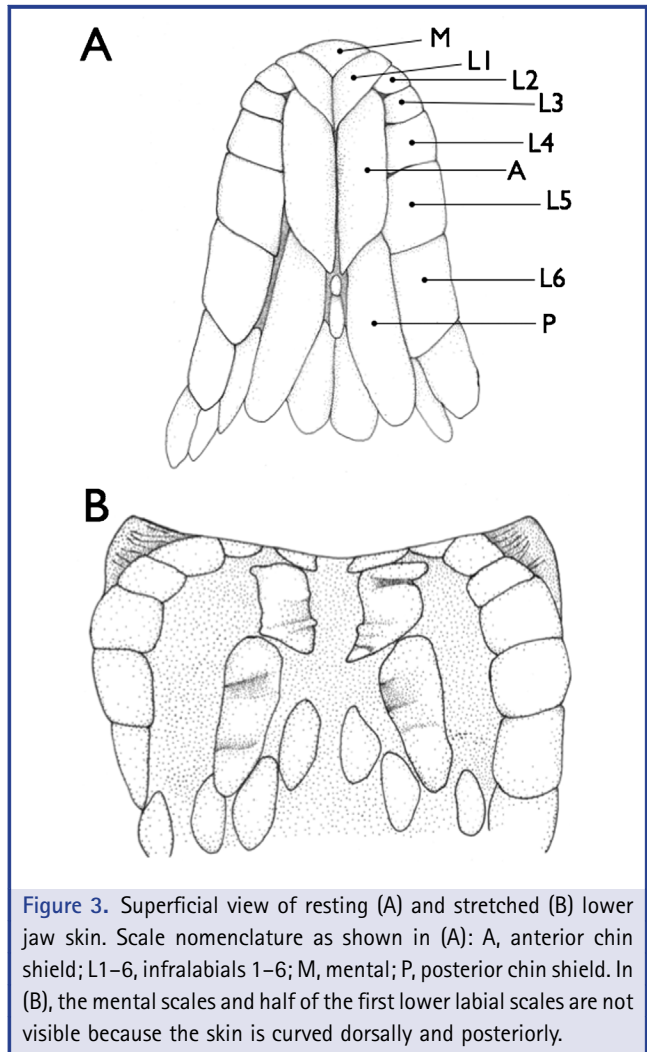 A
M
L1
L2
L3
L4
A
L5
L6
P
B
Figure 3. Superficial view of resting (A) and stretched (B) lower
jaw skin. Scale nomenclature as shown in (A): A, anterior chin
shield; L1–6, infralabials 1–6; M, mental; P, posterior chin shield. In
(B), the mental scales and half of the first lower labial scales are not
visible because the skin is curved dorsally and posteriorly.